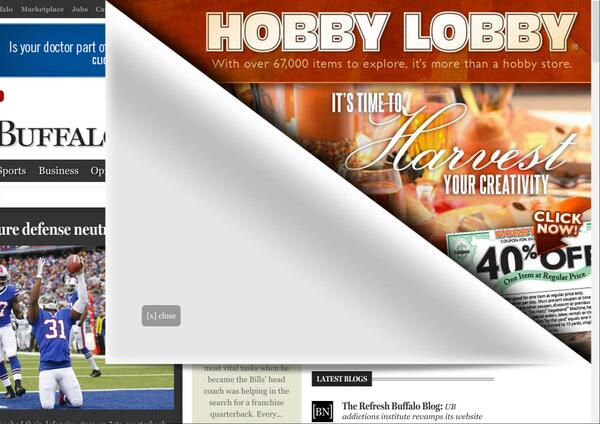 falo Marketplace Jobs Ca
Is your doctor part of
CLIC
BUFFALO
Sports Business Op
ure defense neutr
31
HOBBY LOBBY®
With over 67,000 items to explore, it's more than a hobby store.
IT'S TIME TO
Harvest
YOUR CREATIVITY
CLICK
NOW!
Coupon
40% OFF
One Item at Regular Price
[x] close
most vital tasks when he
became the Bills' head
coach was helping in the
search for a franchise
quarterback. Every...
LATEST BLOGS
[BN]
The Refresh Buffalo Blog: UB
addictions institute revamps its website